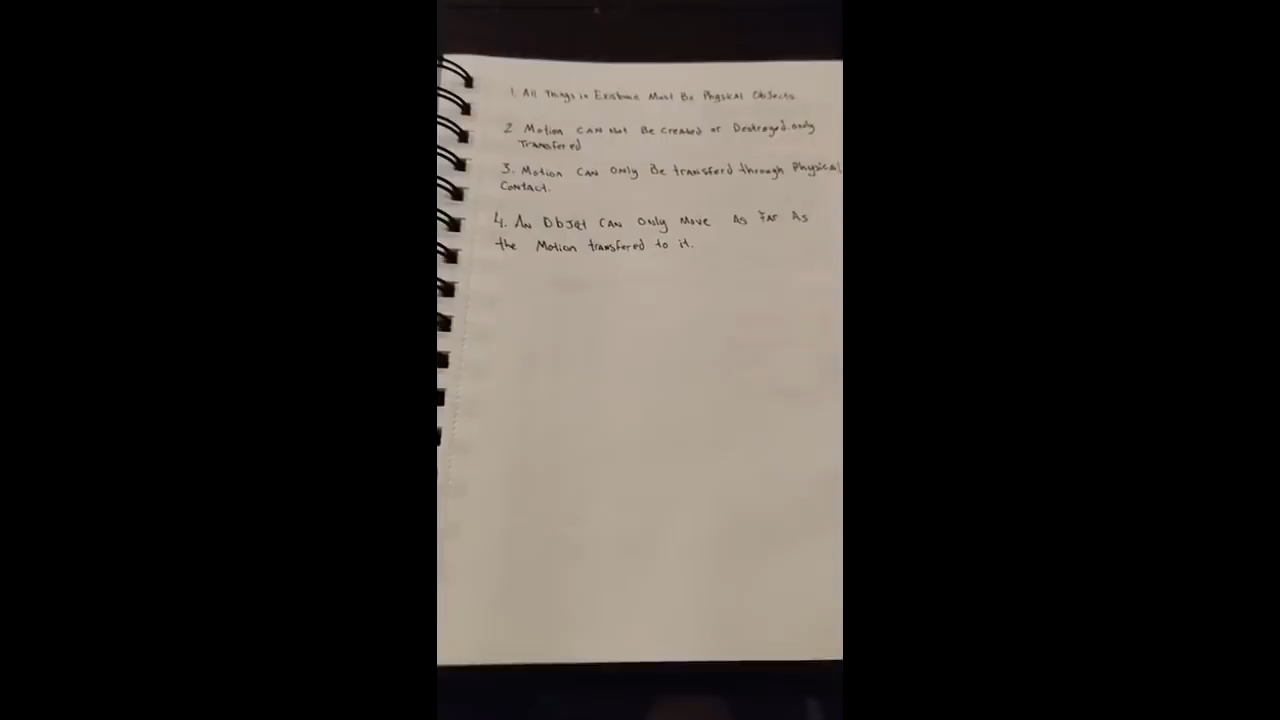 1. All Things in Existence Must Be Physical Objects
2 Motion CAN Not Be Created or Destroyed.only
Transfered
3. Motion CAN Only Be transferd through Physical
Contact.
4. An Object CAN Only Move As Far As
the Motion transfered to it.